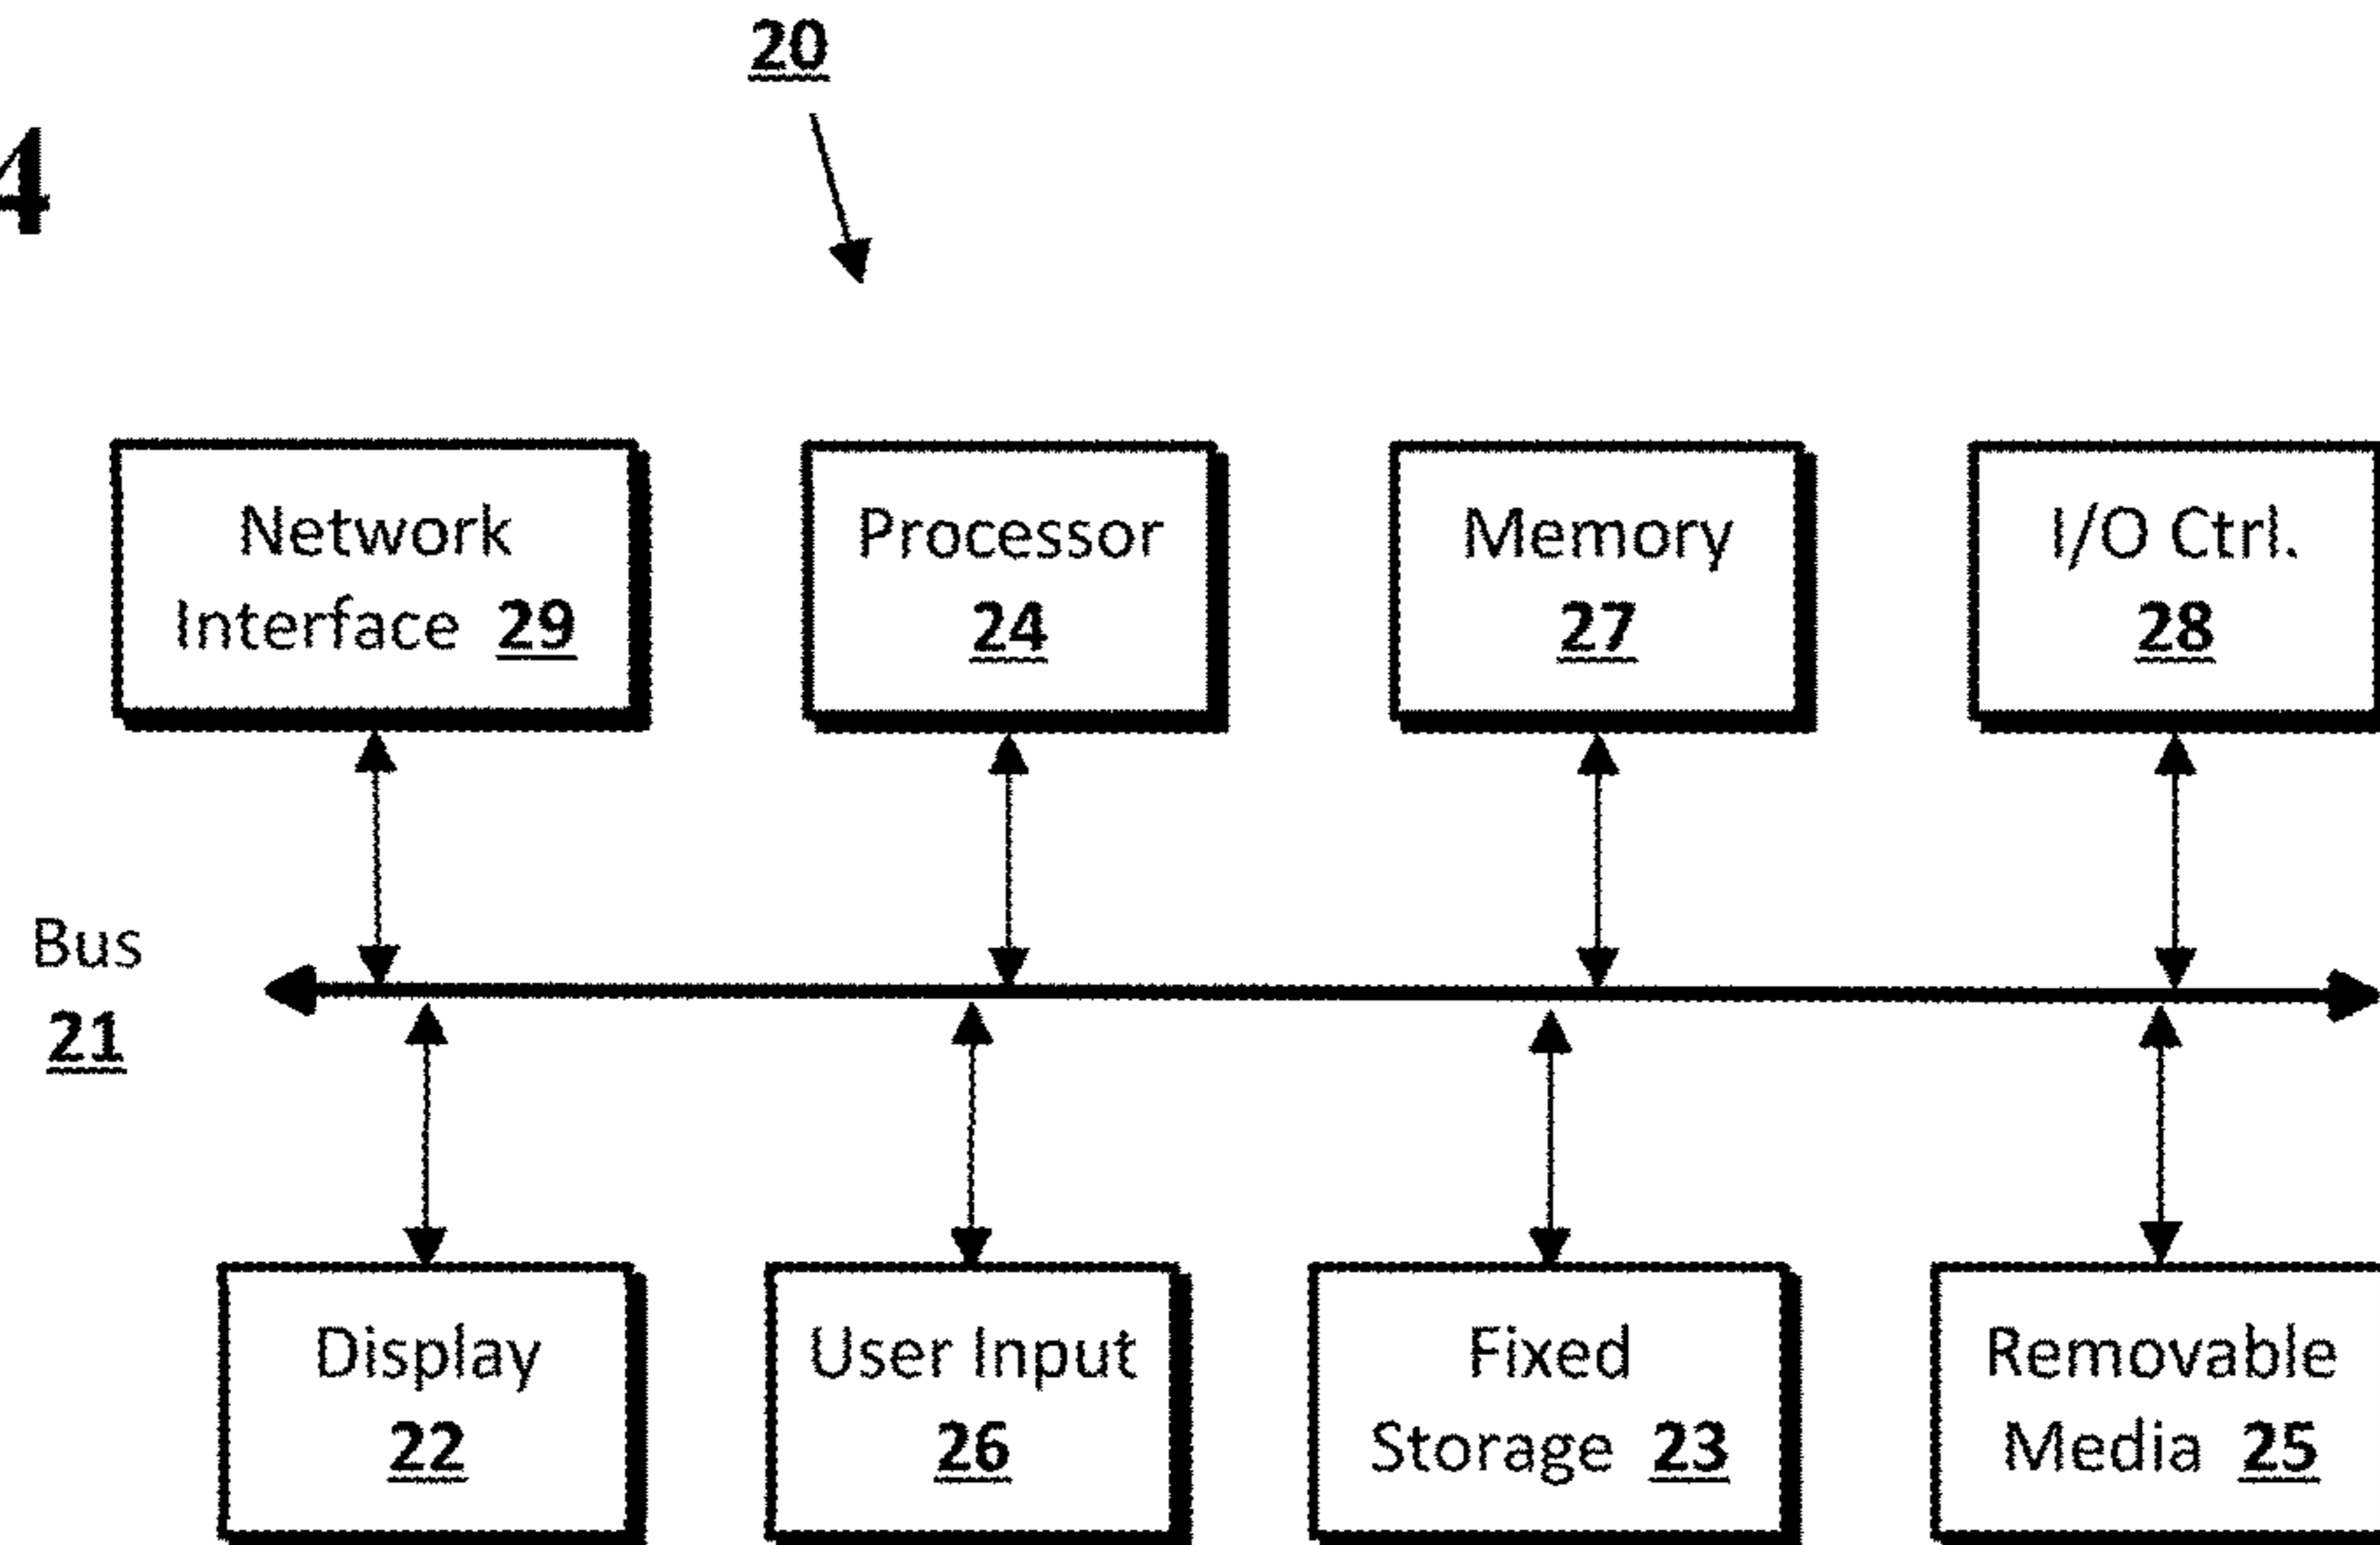 20
4
Network
Interface 29
Processor
24
Memory
27
I/O Ctrl.
28
Bus
21
Display
22
User Input
26
Fixed
Storage 23
Removable
Media 25